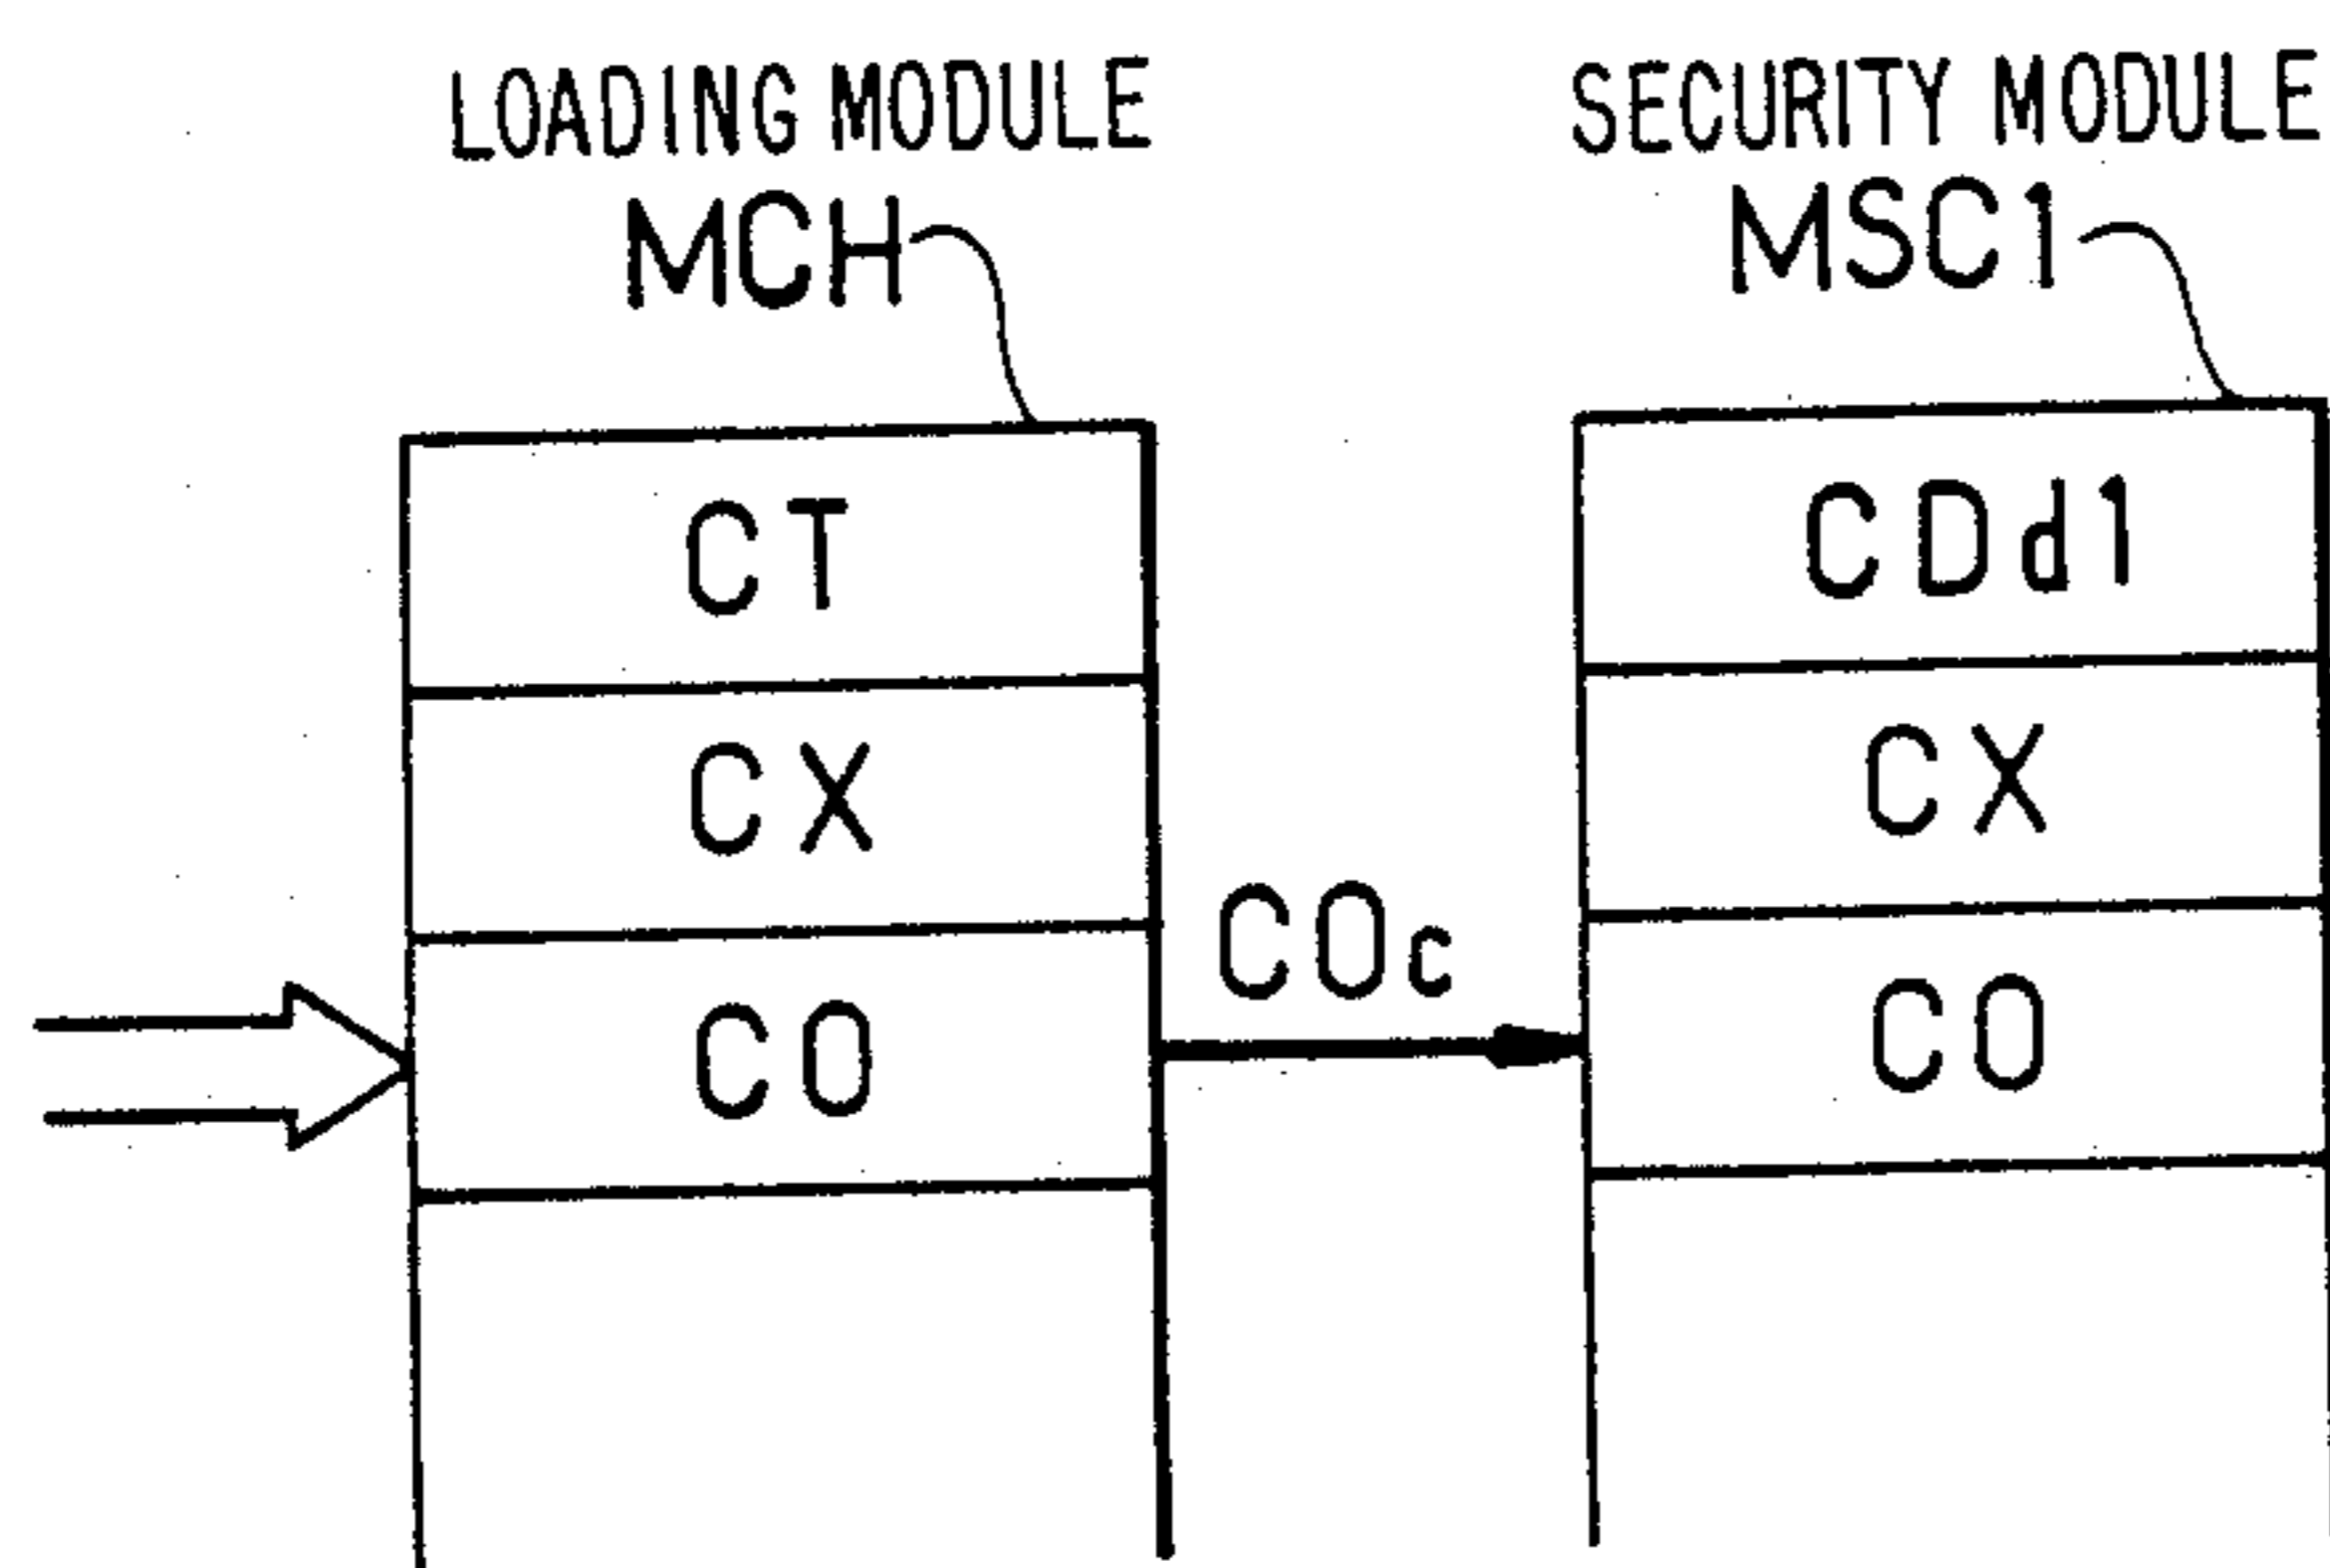 LOADING MODULE
MCH
SECURITY MODULE
MSC1
CT
CX
CO
COc
CDd1
CX
CO